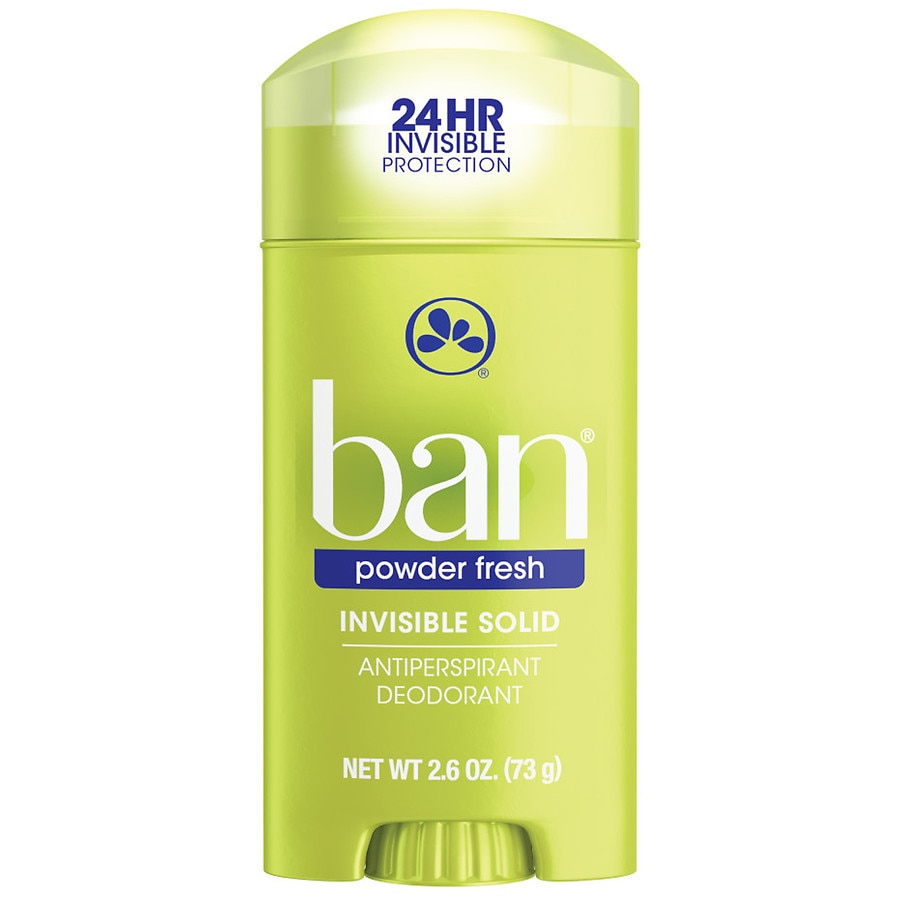 24HR
INVISIBLE
PROTECTION
®
ban®
powder fresh
INVISIBLE SOLID
ANTIPERSPIRANT
DEODORANT
NET WT 2.6 OZ. (73 g)